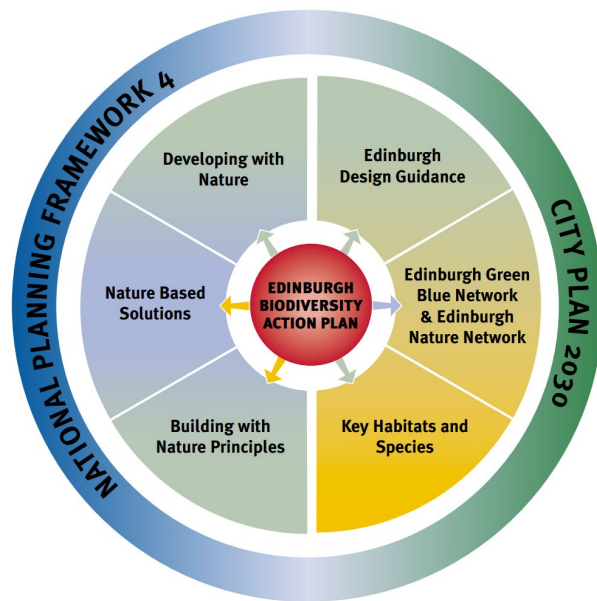 NATIONAL PLANNING FRAMEWORK 4
CITY PLAN 2030
Developing with
Nature
Edinburgh
Design Guidance
Nature Based
Solutions
EDINBURGH
BIODIVERSITY
ACTION PLAN
Edinburgh Green
Blue Network
& Edinburgh
Nature Network
Building with
Nature Principles
Key Habitats and
Species